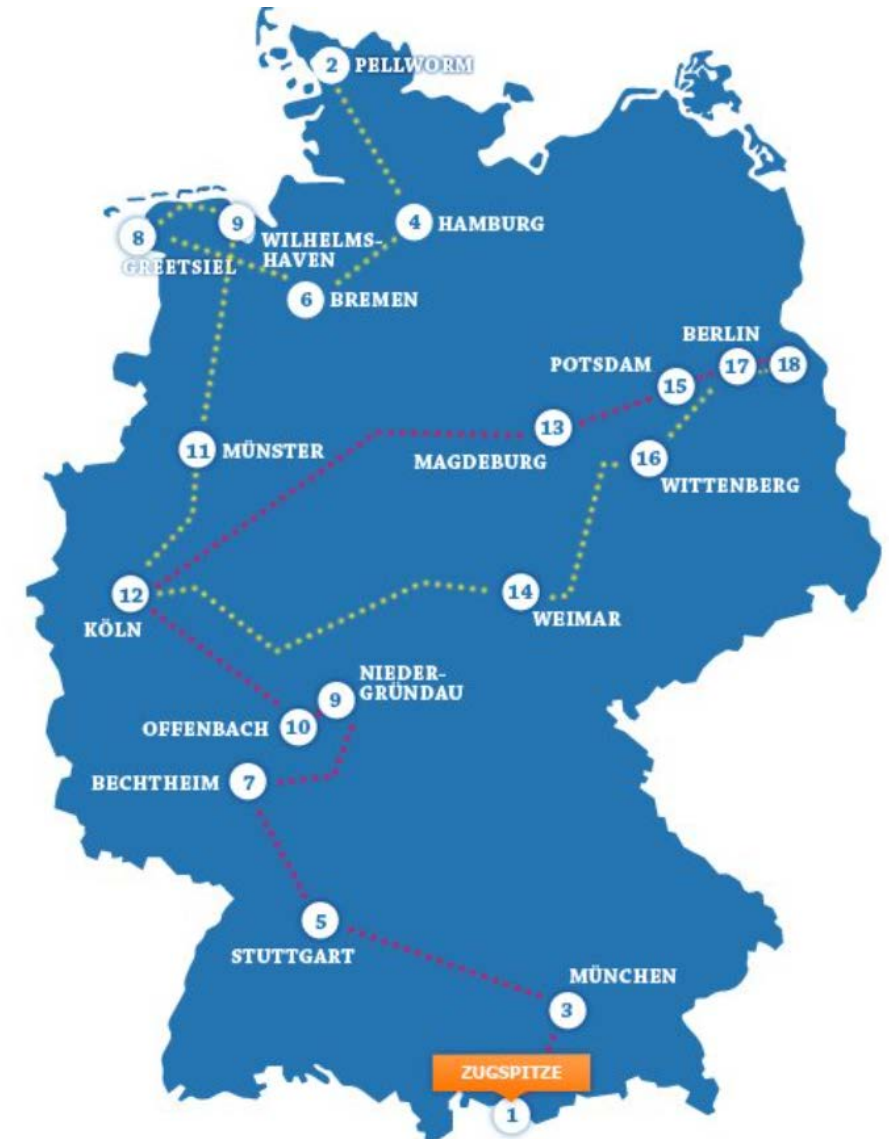 2 PELLWORM
4 HAMBURG
9
8
WILHELMS-
HAVEN
GREETSIEL
6 BREMEN
BERLIN
17
18
POTSDAM
15
13
MAGDEBURG
11 MÜNSTER
16
WITTENBERG
12
KÖLN
14
WEIMAR
NIEDER-
GRÜNDAU
9
OFFENBACH 10
BECHTHEIM 7
5
STUTTGART
MÜNCHEN
3
ZUGSPITZE
1